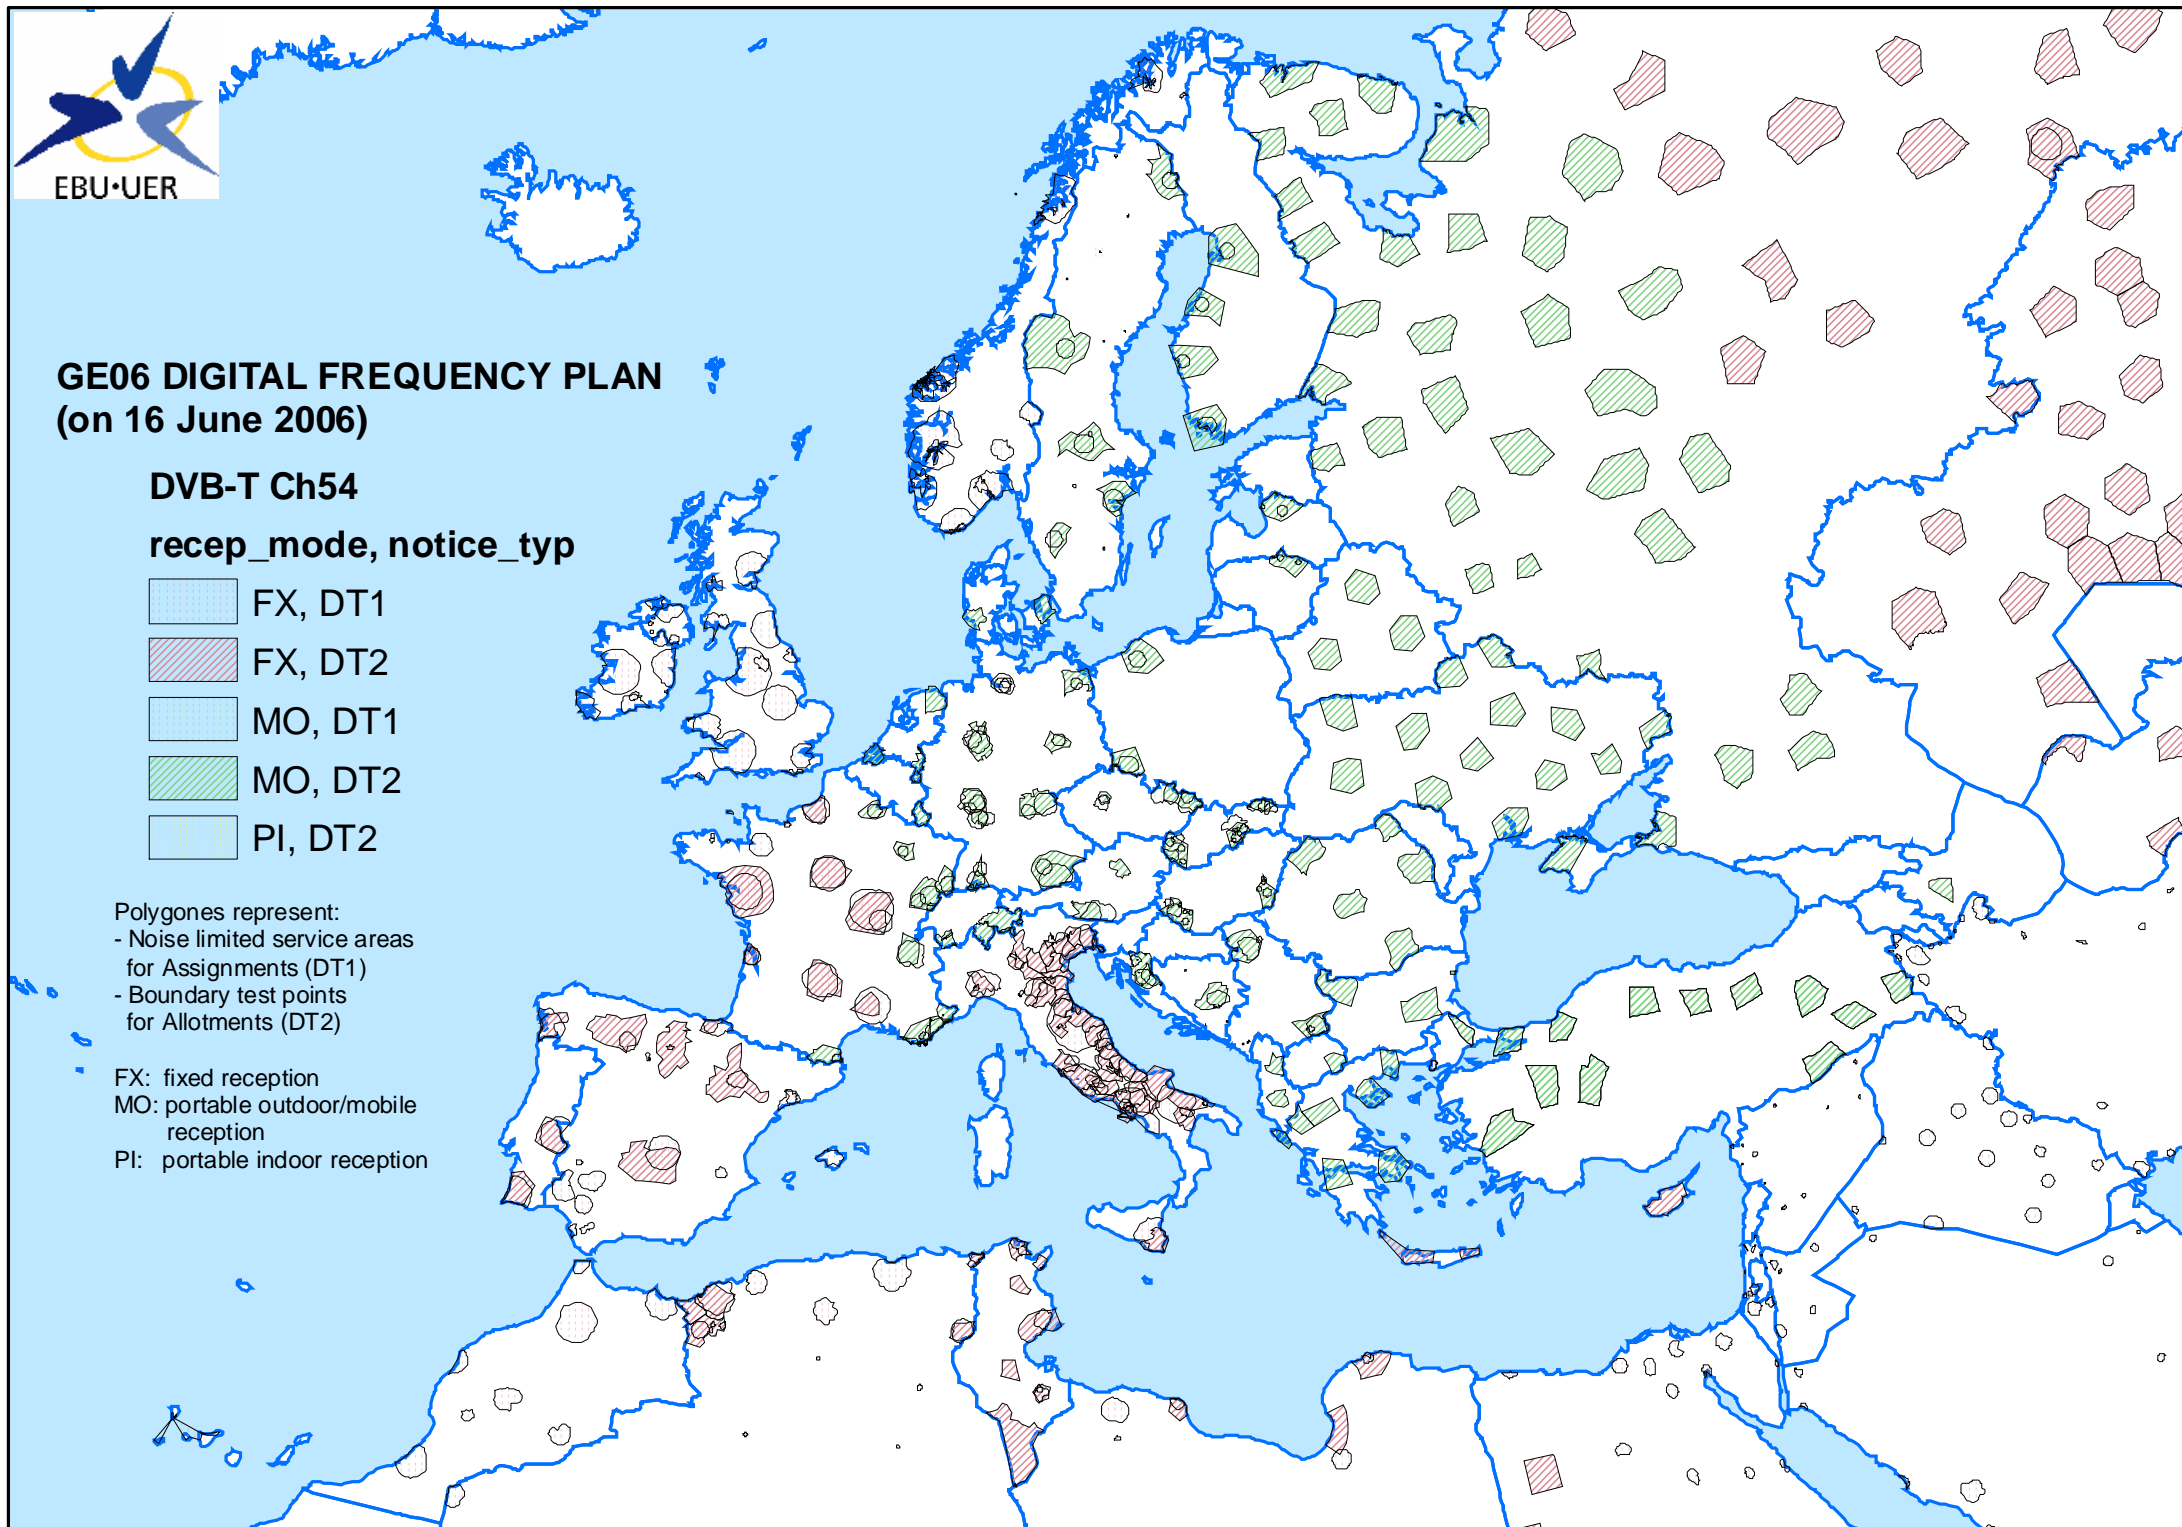 EBU•UER
GE06 DIGITAL FREQUENCY PLAN
(on 16 June 2006)
DVB-T Ch54
recep_mode, notice_typ
FX, DT1
FX, DT2
MO, DT1
MO, DT2
PI, DT2
Polygones represent:
- Noise limited service areas
for Assignments (DT1)
- Boundary test points
for Allotments (DT2)
FX: fixed reception
MO: portable outdoor/mobile
reception
PI: portable indoor reception